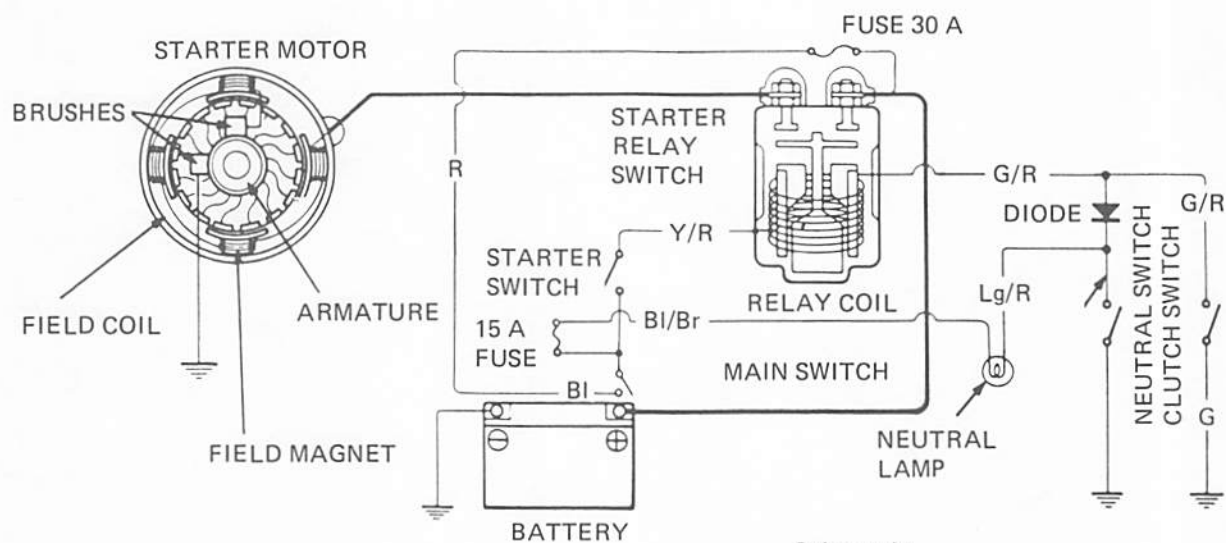 FUSE 30 A
STARTER MOTOR
BRUSHES
STARTER
RELAY
SWITCH
R
G/R
G/R
DIODE
Y/R
STARTER
SWITCH
ARMATURE
RELAY COIL
Lg/R
FIELD COIL
15 A
FUSE
Bl/Br
NEUTRAL SWITCH
CLUTCH SWITCH
MAIN SWITCH
Bl
G
FIELD MAGNET
NEUTRAL
LAMP
BATTERY